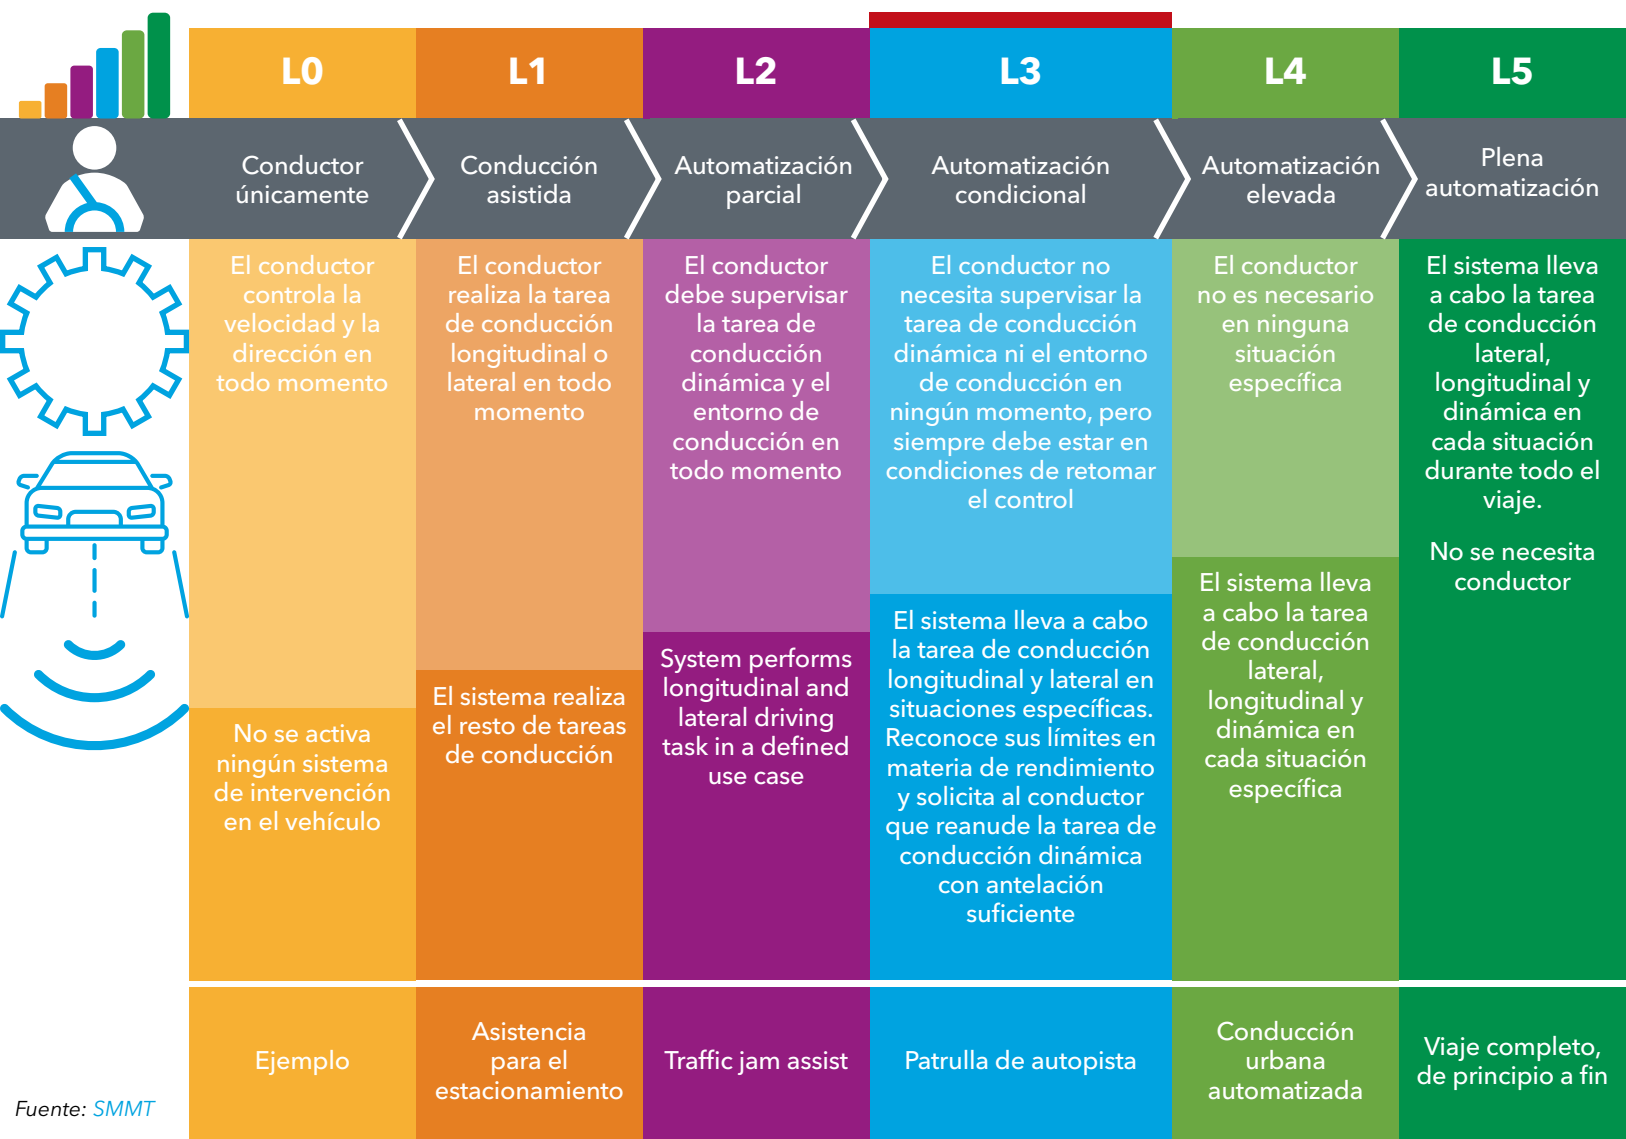 L0
L1
L2
L3
L4
L5
Conductor
únicamente
Conducción
asistida
Automatización
parcial
Automatización
condicional
Automatización
elevada
Plena
automatización
El conductor
controla la
velocidad y la
dirección en
todo momento
No se activa
ningún sistema
de intervención
en el vehículo
El conductor
realiza la tarea
de conducción
longitudinal o
lateral en todo
momento
El sistema realiza
el resto de tareas
de conducción
El conductor
debe supervisar
la tarea de
conducción
dinámica y el
entorno de
conducción en
todo momento
System performs
longitudinal and
lateral driving
task in a defined
use case
El conductor no
necesita supervisar la
tarea de conducción
dinámica ni el entorno
de conducción en
ningún momento, pero
siempre debe estar en
condiciones de retomar
el control
El sistema lleva a cabo
la tarea de conducción
longitudinal y lateral en
situaciones específicas.
Reconoce sus límites en
materia de rendimiento
y solicita al conductor
que reanude la tarea de
conducción dinámica
con antelación
suficiente
El conductor
no es necesario
en ninguna
situación
específica
El sistema lleva
a cabo la tarea
de conducción
lateral,
longitudinal y
dinámica en
cada situación
específica
El sistema lleva
a cabo la tarea
de conducción
lateral,
longitudinal y
dinámica en
cada situación
durante todo el
viaje.
No se necesita
conductor
Ejemplo
Asistencia
para el
estacionamiento
Traffic jam assist
Patrulla de autopista
Conducción
urbana
automatizada
Viaje completo,
de principio a fin
Fuente: SMMT